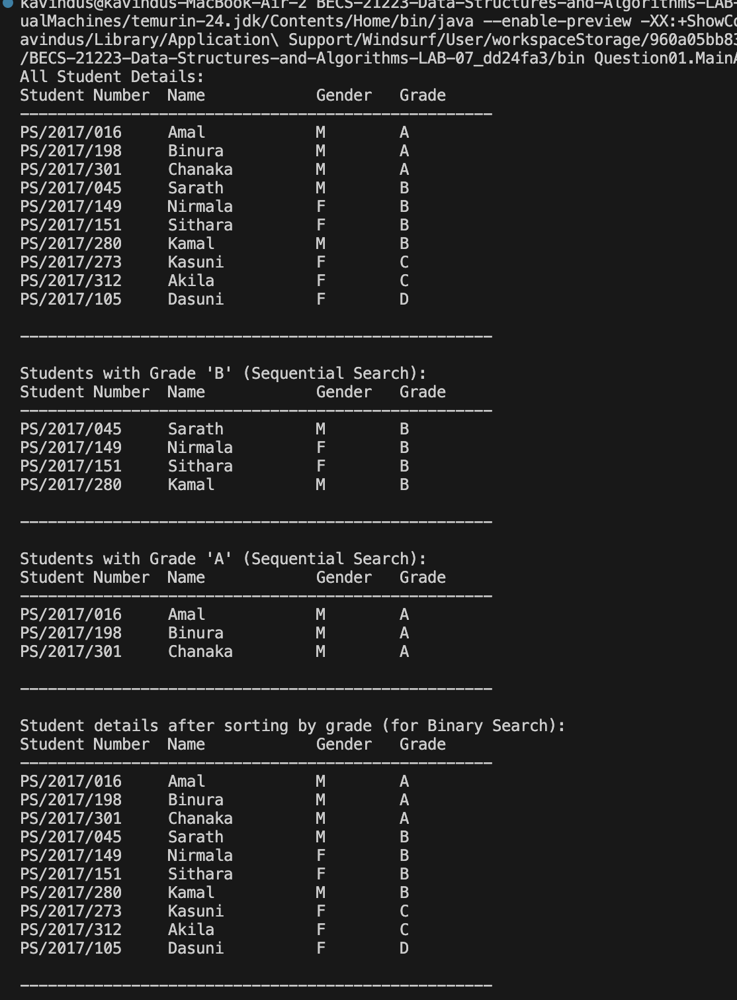 kavindus@kavindus-MacBook-Air-2 BECS-21223-Data-Structures-and-Algorithms-LAB-
ualMachines/temurin-24.jdk/Contents/Home/bin/java --enable-preview -XX:+ShowCo
avindus/Library/Application\ Support/Windsurf/User/workspaceStorage/960a05bb83
/BECS-21223-Data-Structures-and-Algorithms-LAB-07_dd24fa3/bin Question01.MainA
All Student Details:
Student Number  Name            Gender   Grade
---------------------------------------------------
PS/2017/016     Amal            M        A
PS/2017/198     Binura          M        A
PS/2017/301     Chanaka         M        A
PS/2017/045     Sarath          M        B
PS/2017/149     Nirmala         F        B
PS/2017/151     Sithara         F        B
PS/2017/280     Kamal           M        B
PS/2017/273     Kasuni          F        C
PS/2017/312     Akila           F        C
PS/2017/105     Dasuni          F        D
---------------------------------------------------
Students with Grade 'B' (Sequential Search):
Student Number  Name            Gender   Grade
---------------------------------------------------
PS/2017/045     Sarath          M        B
PS/2017/149     Nirmala         F        B
PS/2017/151     Sithara         F        B
PS/2017/280     Kamal           M        B
---------------------------------------------------
Students with Grade 'A' (Sequential Search):
Student Number  Name            Gender   Grade
---------------------------------------------------
PS/2017/016     Amal            M        A
PS/2017/198     Binura          M        A
PS/2017/301     Chanaka         M        A
---------------------------------------------------
Student details after sorting by grade (for Binary Search):
Student Number  Name            Gender   Grade
---------------------------------------------------
PS/2017/016     Amal            M        A
PS/2017/198     Binura          M        A
PS/2017/301     Chanaka         M        A
PS/2017/045     Sarath          M        B
PS/2017/149     Nirmala         F        B
PS/2017/151     Sithara         F        B
PS/2017/280     Kamal           M        B
PS/2017/273     Kasuni          F        C
PS/2017/312     Akila           F        C
PS/2017/105     Dasuni          F        D
---------------------------------------------------